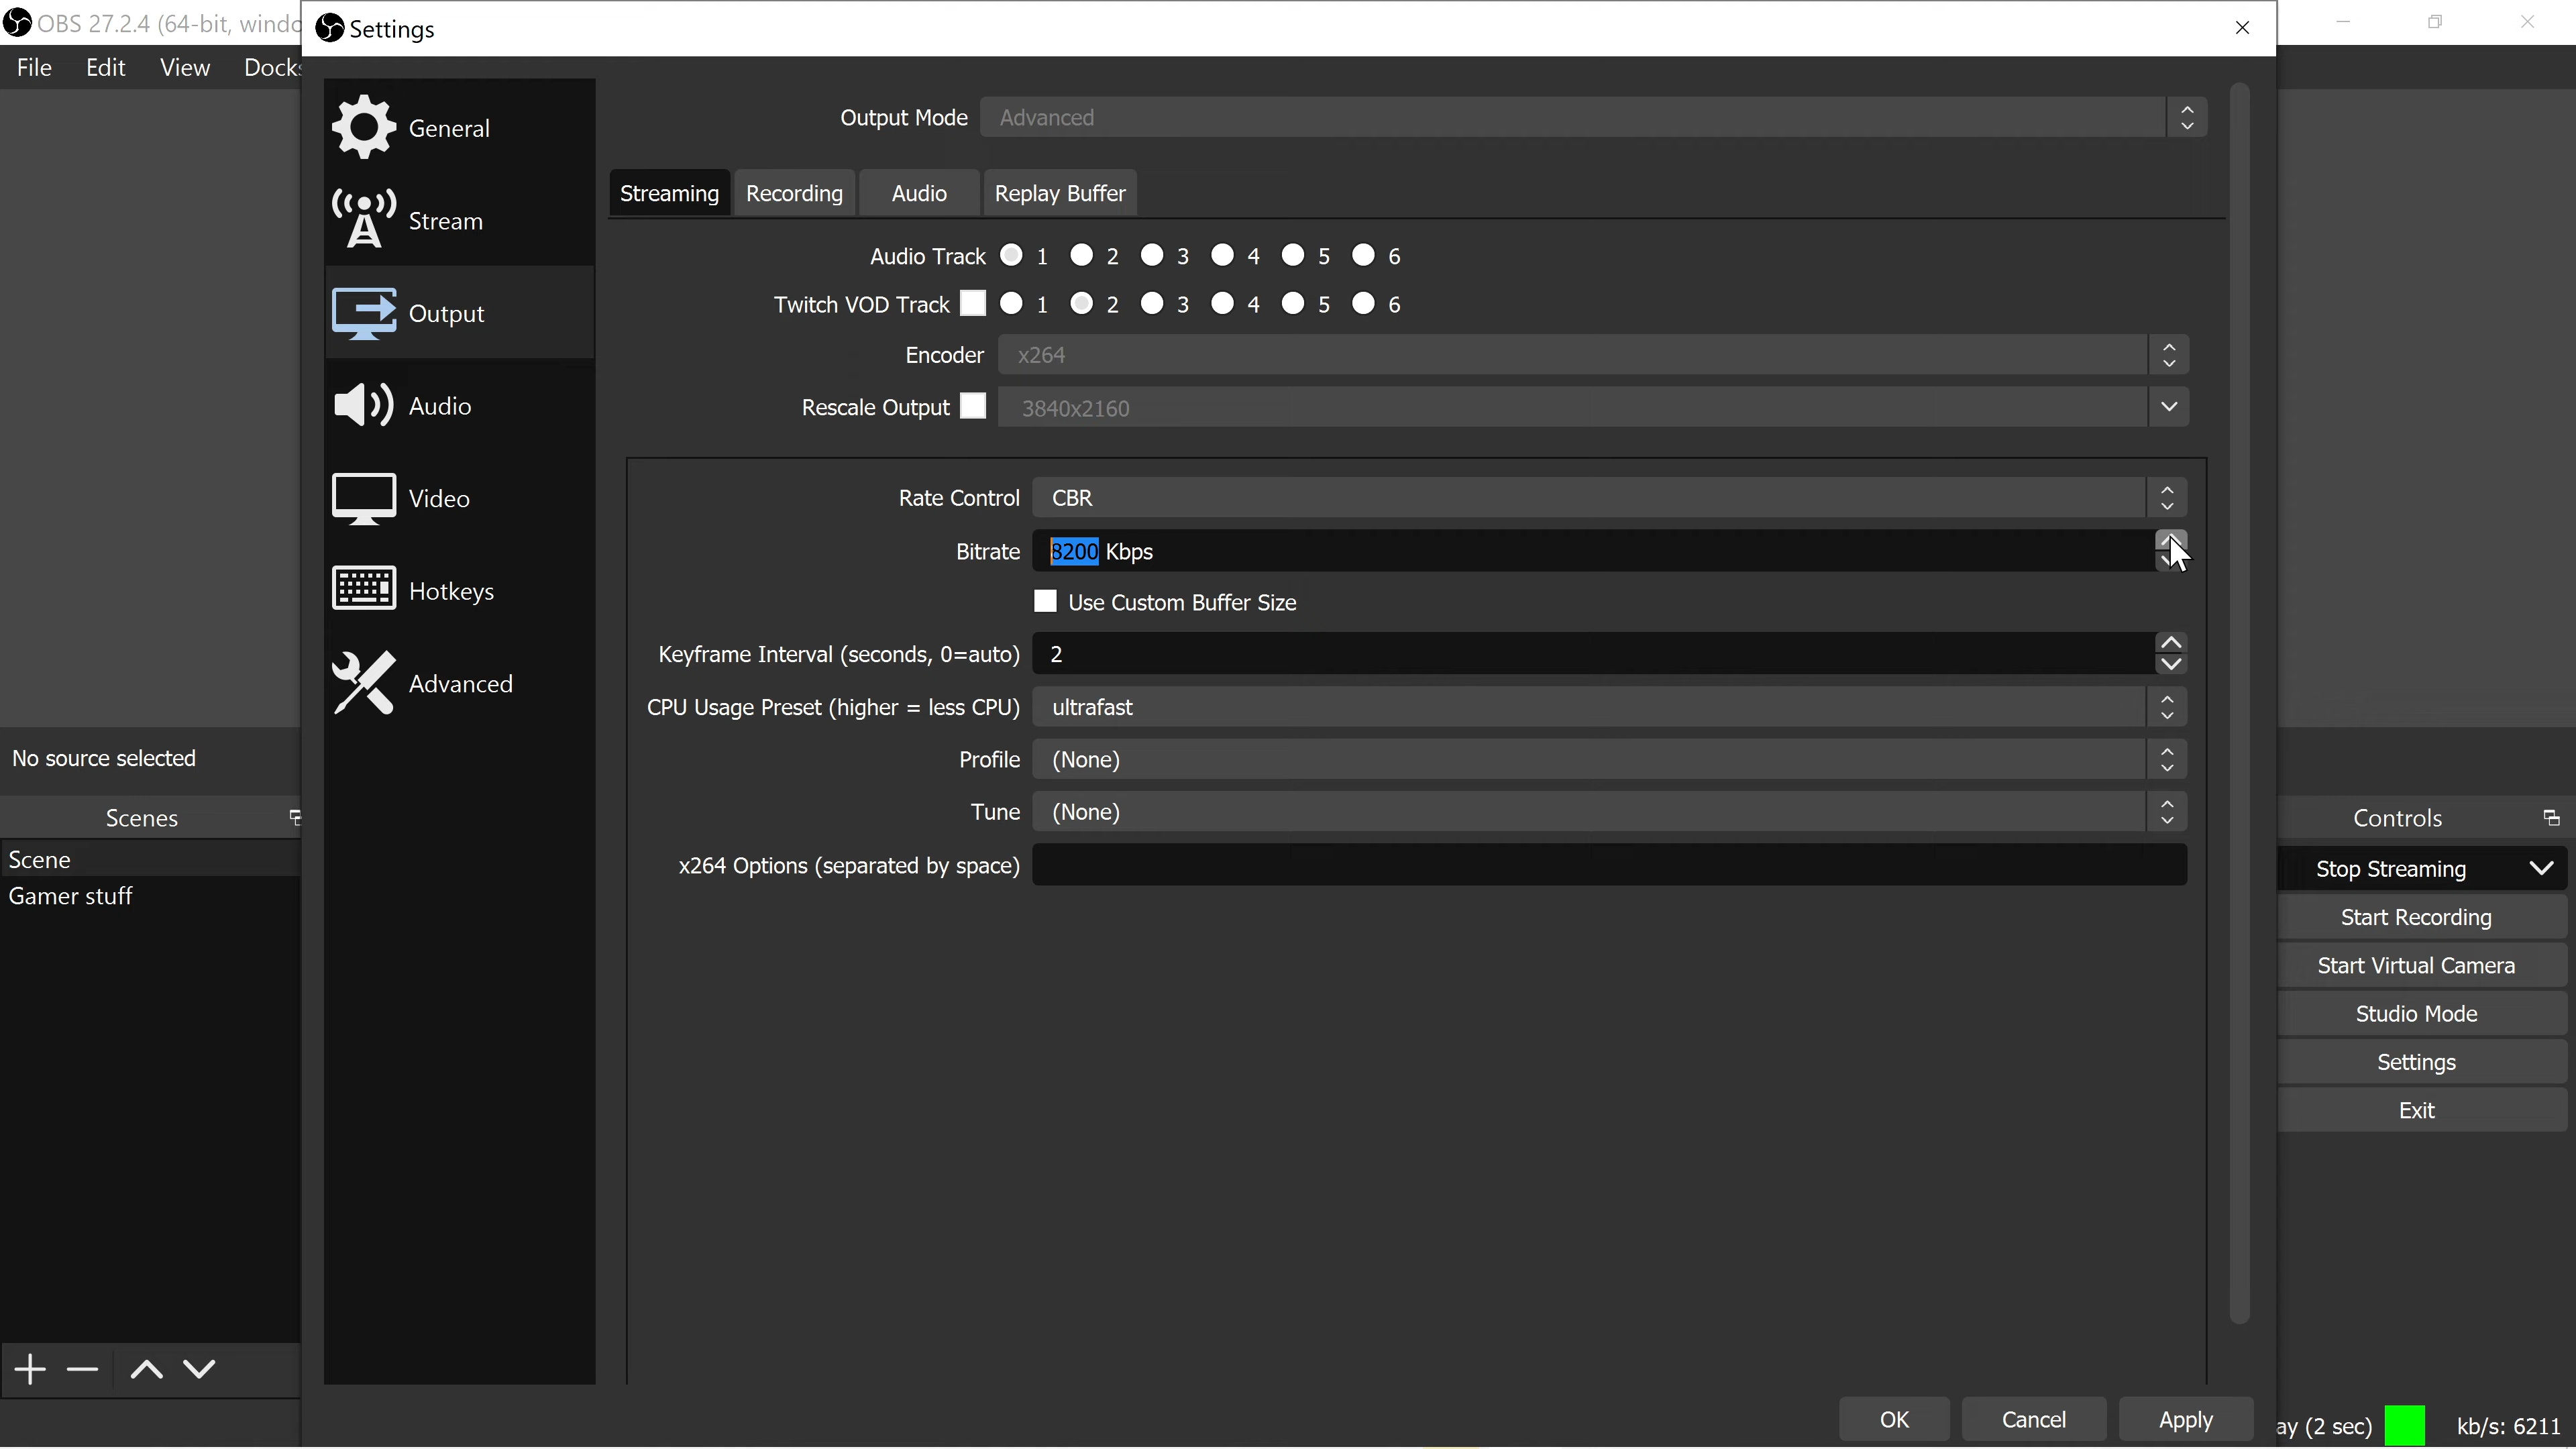 OBS 27.2.4 (64-bit, windo
Settings
File Edit View Docks
General
Stream
Output
Audio
Video
Hotkeys
Advanced
Output Mode Advanced
Streaming Recording Audio Replay Buffer
Audio Track 1 2 3 4 5 6
Twitch VOD Track 1 2 3 4 5 6
Encoder x264
Rescale Output 3840x2160
Rate Control CBR
Bitrate 8200 Kbps
Use Custom Buffer Size
Keyframe Interval (seconds, 0=auto) 2
CPU Usage Preset (higher = less CPU) ultrafast
Profile (None)
Tune (None)
x264 Options (separated by space)
No source selected
Scenes
Scene
Gamer stuff
Controls
Stop Streaming
Start Recording
Start Virtual Camera
Studio Mode
Settings
Exit
OK Cancel Apply
ay (2 sec) kb/s: 6211